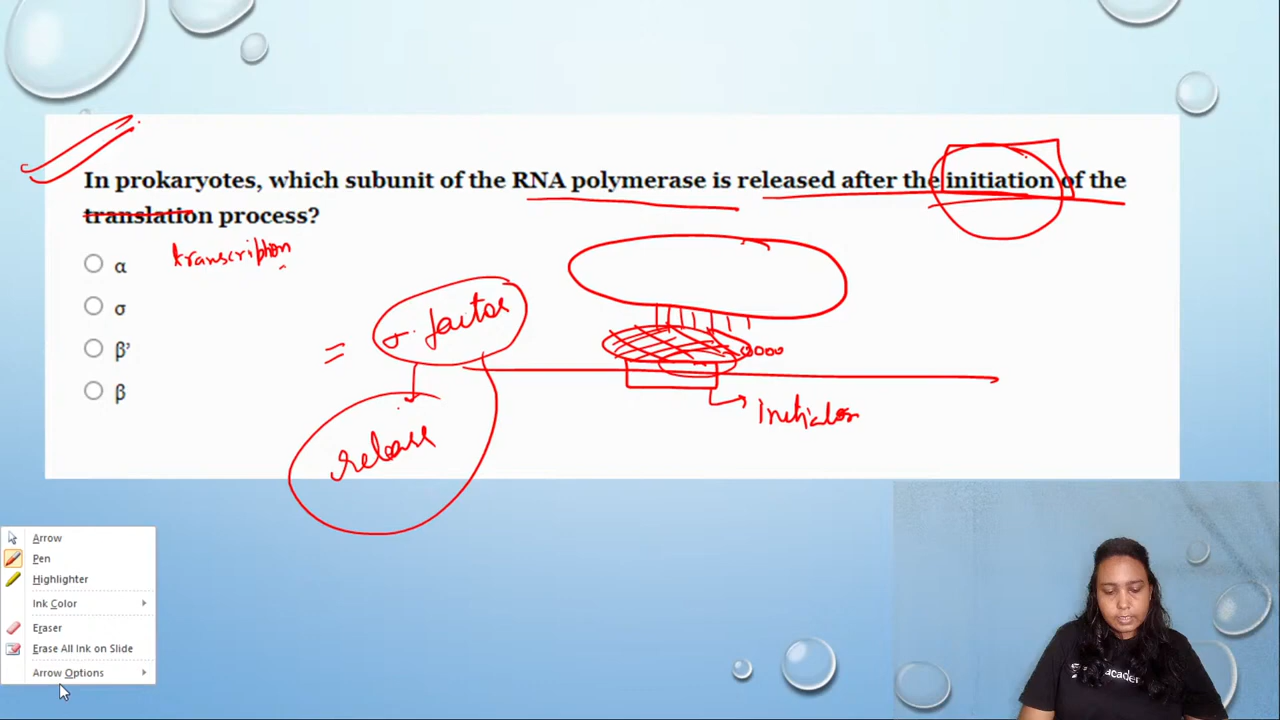 In prokaryotes, which subunit of the RNA polymerase is released after the initiation of the
translation process?
transcription
α
σ
β’
β
= σ factor
release
Initiator
Arrow
Pen
Highlighter
Ink Color
Eraser
Erase All Ink on Slide
Arrow Options